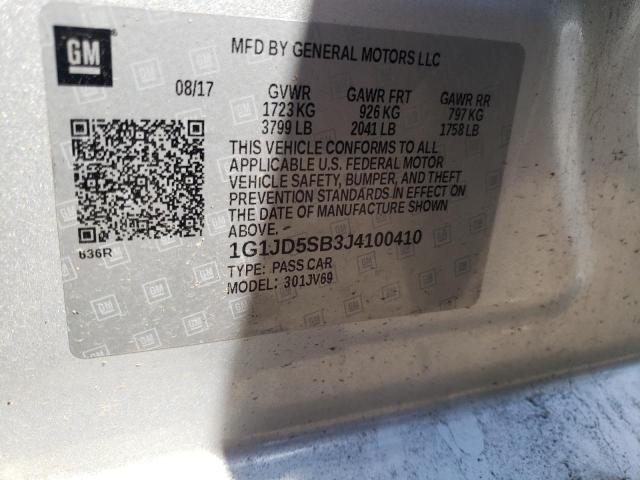 GM
MFD BY GENERAL MOTORS LLC
08/17 GVWR GAWR FRT GAWR RR
1723 KG 926 KG 797 KG
3799 LB 2041 LB 1758 LB
THIS VEHICLE CONFORMS TO ALL
APPLICABLE U.S. FEDERAL MOTOR
VEHICLE SAFETY, BUMPER, AND THEFT
PREVENTION STANDARDS IN EFFECT ON
THE DATE OF MANUFACTURE SHOWN
ABOVE.
636R
1G1JD5SB3J4100410
TYPE: PASS CAR
MODEL: 301JV69